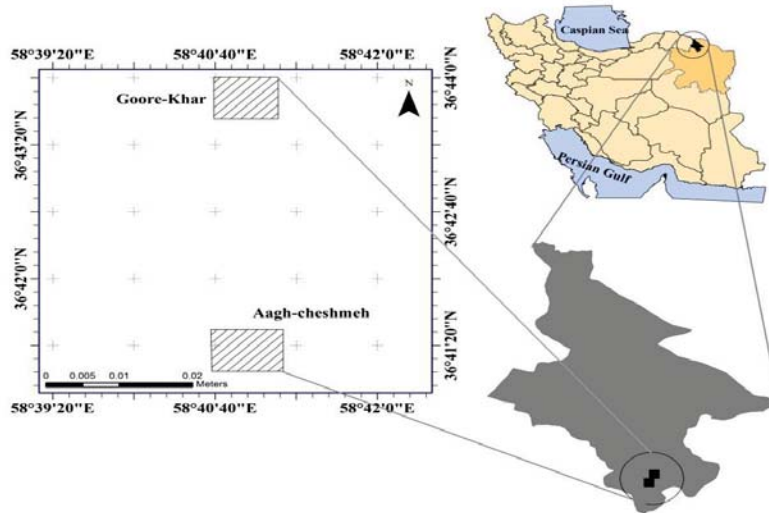 58°39'20"E 58°40'40"E 58°42'0"E
Caspian Sea
Goore-Khar
N
36°44'0"N
36°43'20"N
36°42'40"N
Persian Gulf
36°42'0"N
Aagh-cheshmeh
36°41'20"N
0 0.005 0.01 0.02
Meters
58°39'20"E 58°40'40"E 58°42'0"E